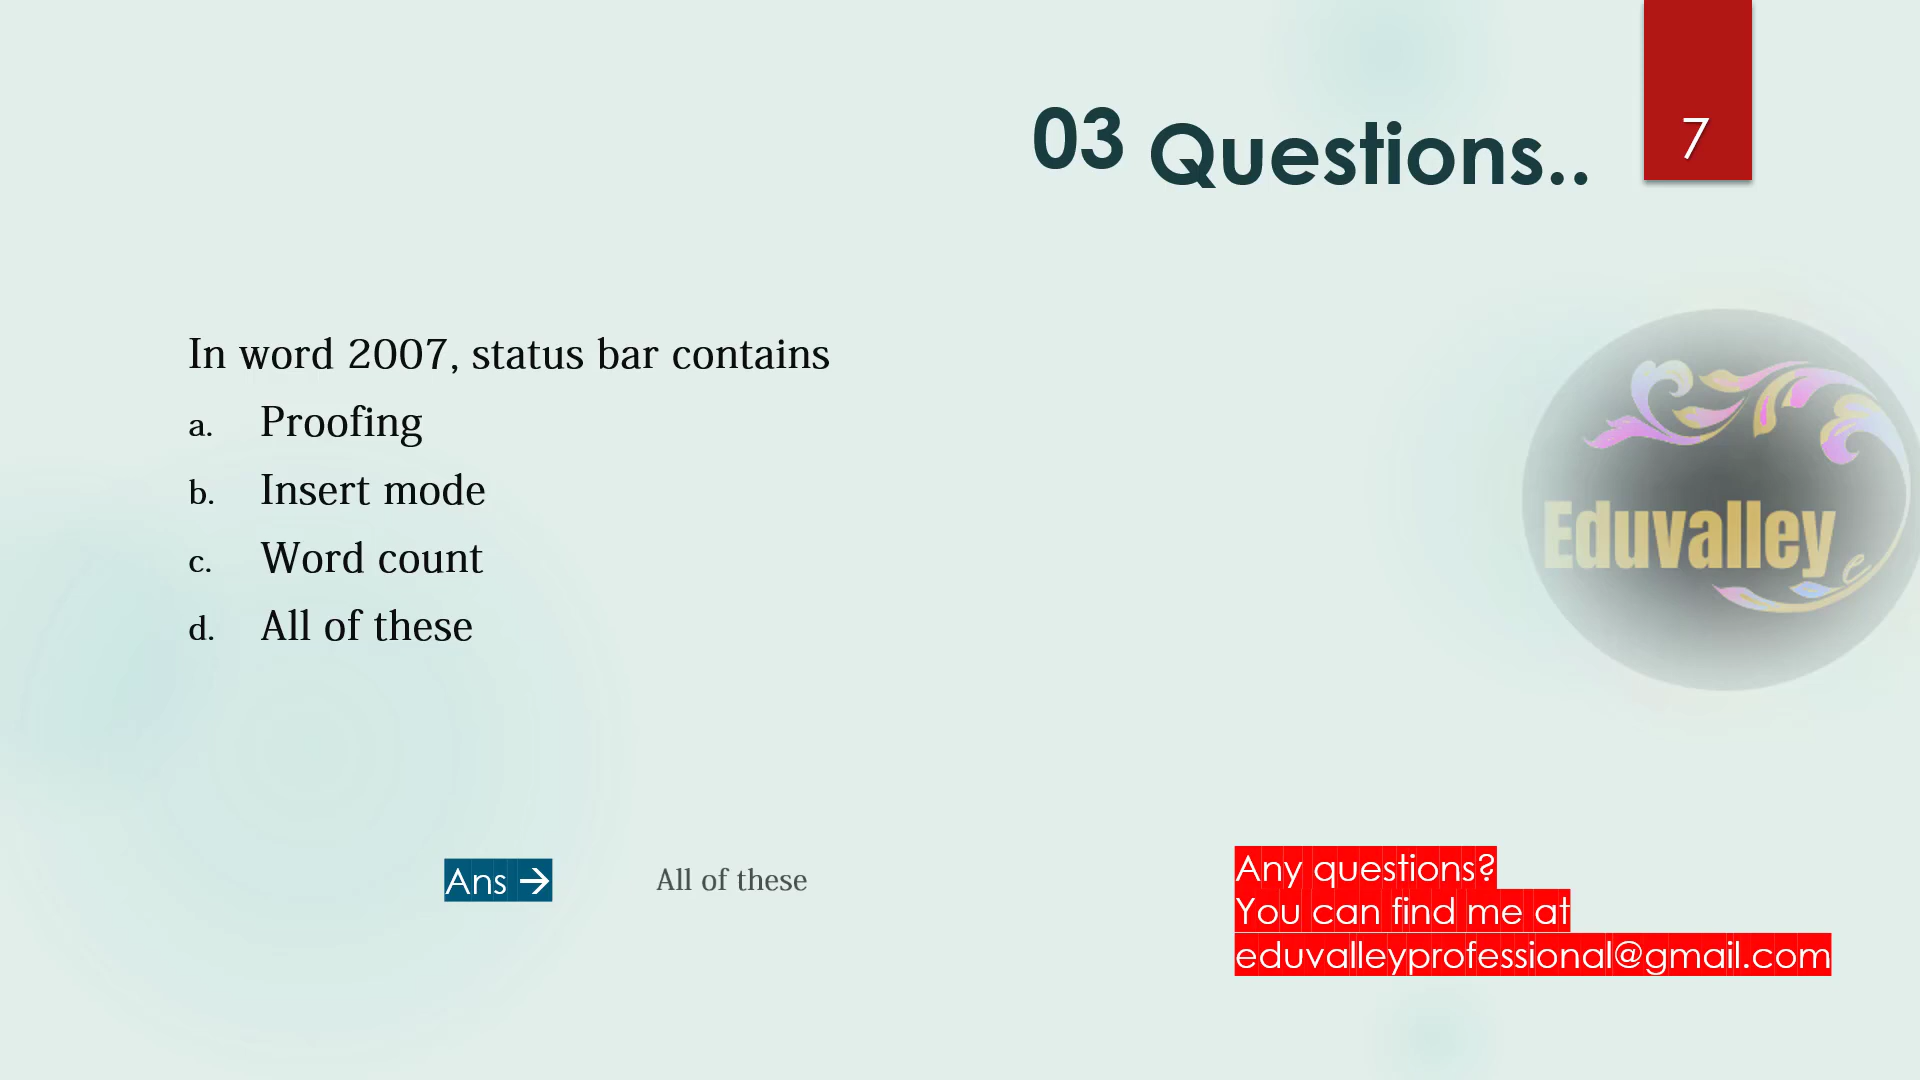 03 Questions..
7
In word 2007, status bar contains
a. Proofing
b. Insert mode
c. Word count
d. All of these
Eduvalley
e
Ans →
All of these
Any questions?
You can find me at
eduvalleyprofessional@gmail.com